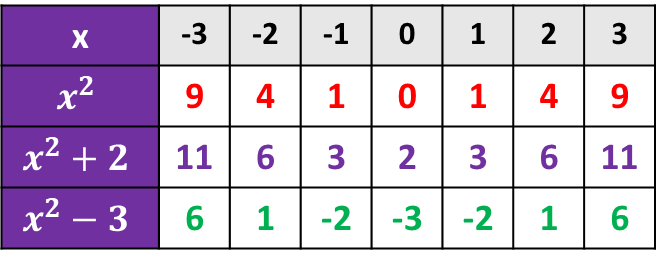 x -3 -2 -1 0 1 2 3
x² 9 4 1 0 1 4 9
x² + 2 11 6 3 2 3 6 11
x² − 3 6 1 -2 -3 -2 1 6